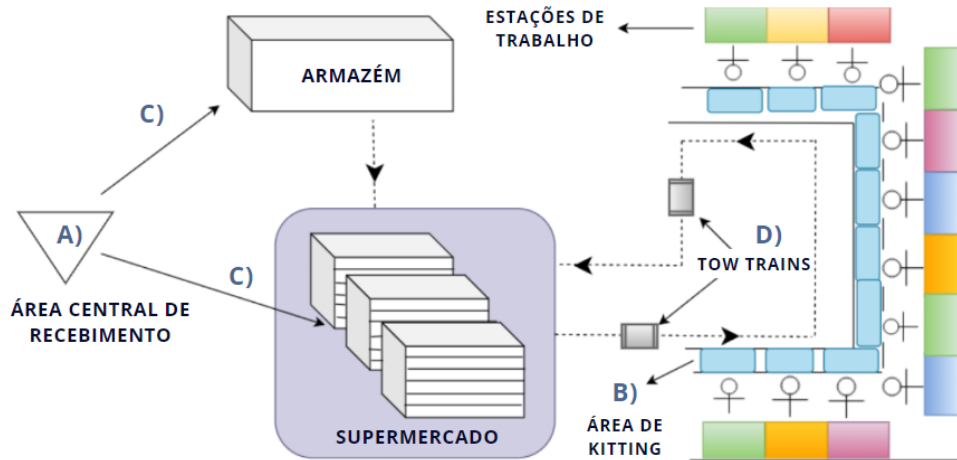 ESTAÇÕES DE
TRABALHO
ARMAZÉM
C)
A)
ÁREA CENTRAL DE
RECEBIMENTO
C)
SUPERMERCADO
D)
TOW TRAINS
B)
ÁREA DE
KITTING